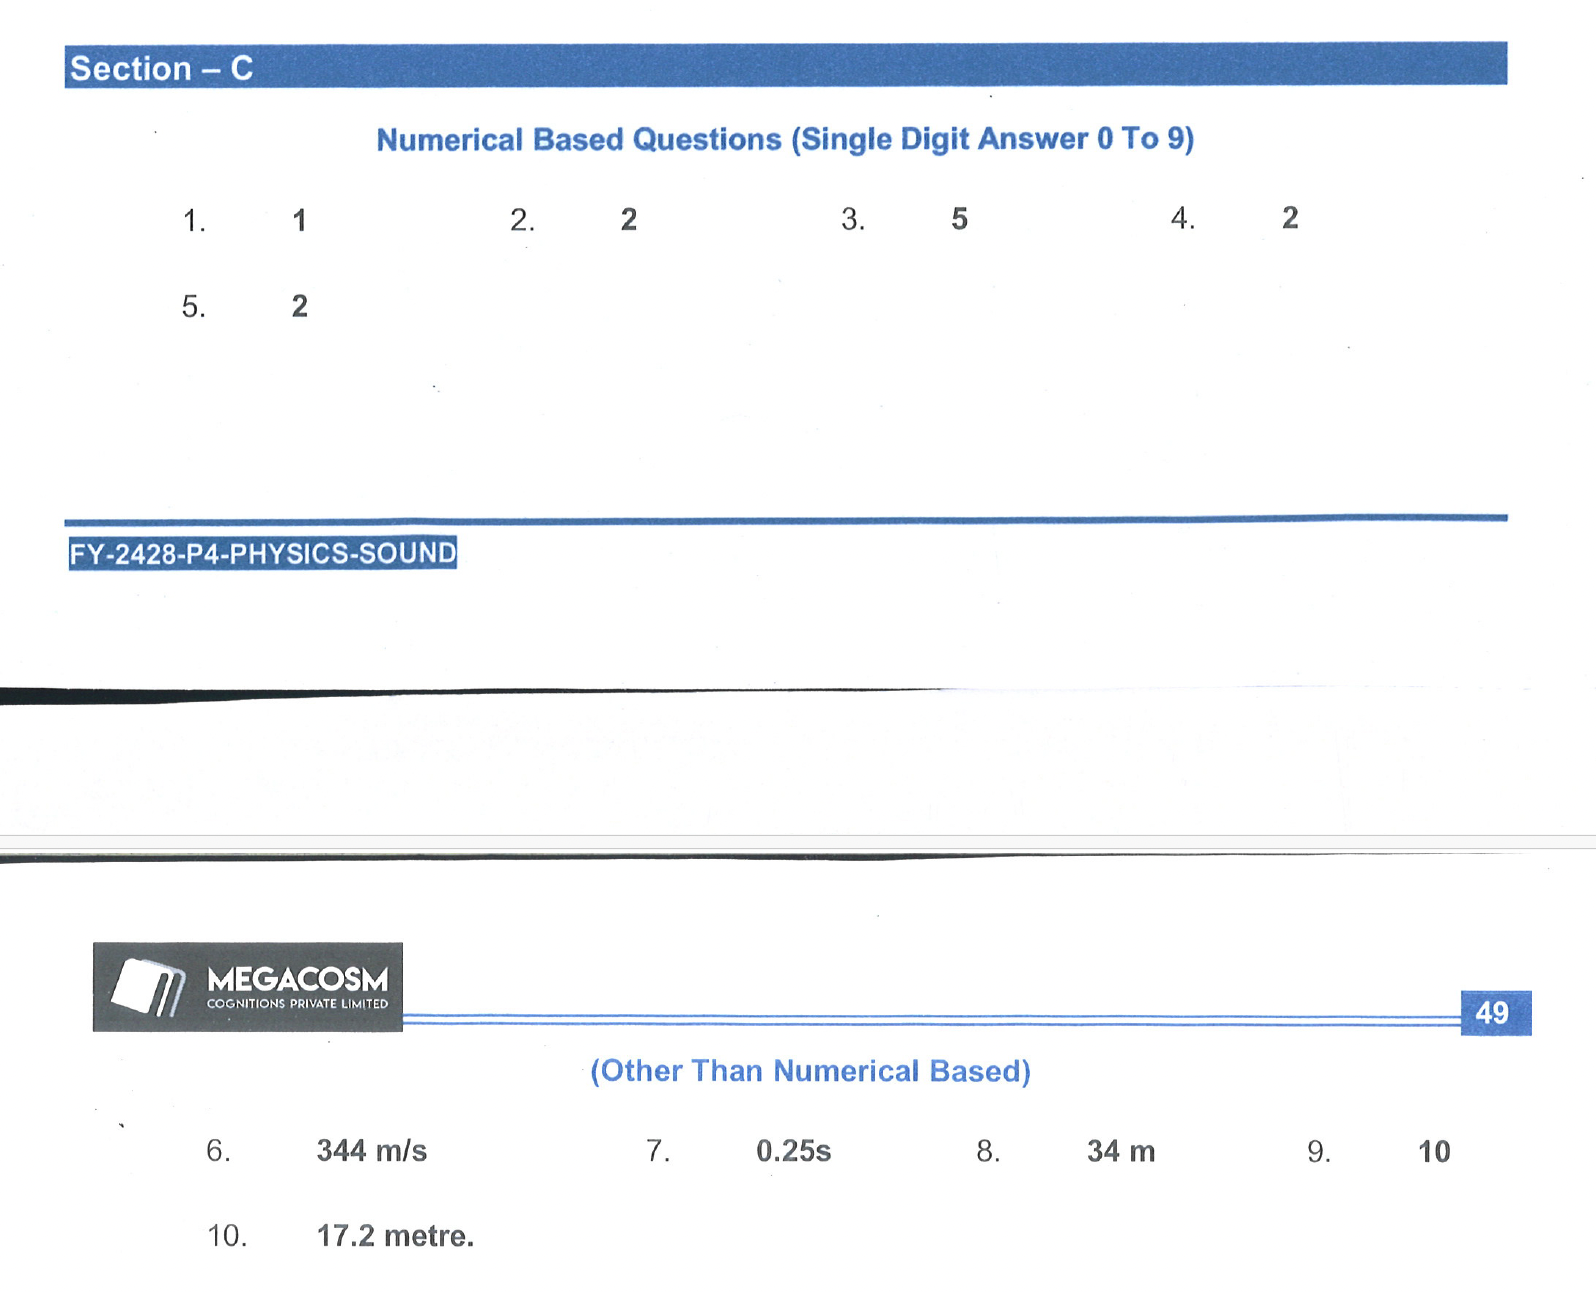 Section – C
Numerical Based Questions (Single Digit Answer 0 To 9)
1. 1 2. 2 3. 5 4. 2
5. 2
FY-2428-P4-PHYSICS-SOUND
MEGACOSM
COGNITIONS PRIVATE LIMITED
49
(Other Than Numerical Based)
6. 344 m/s 7. 0.25s 8. 34 m 9. 10
10. 17.2 metre.